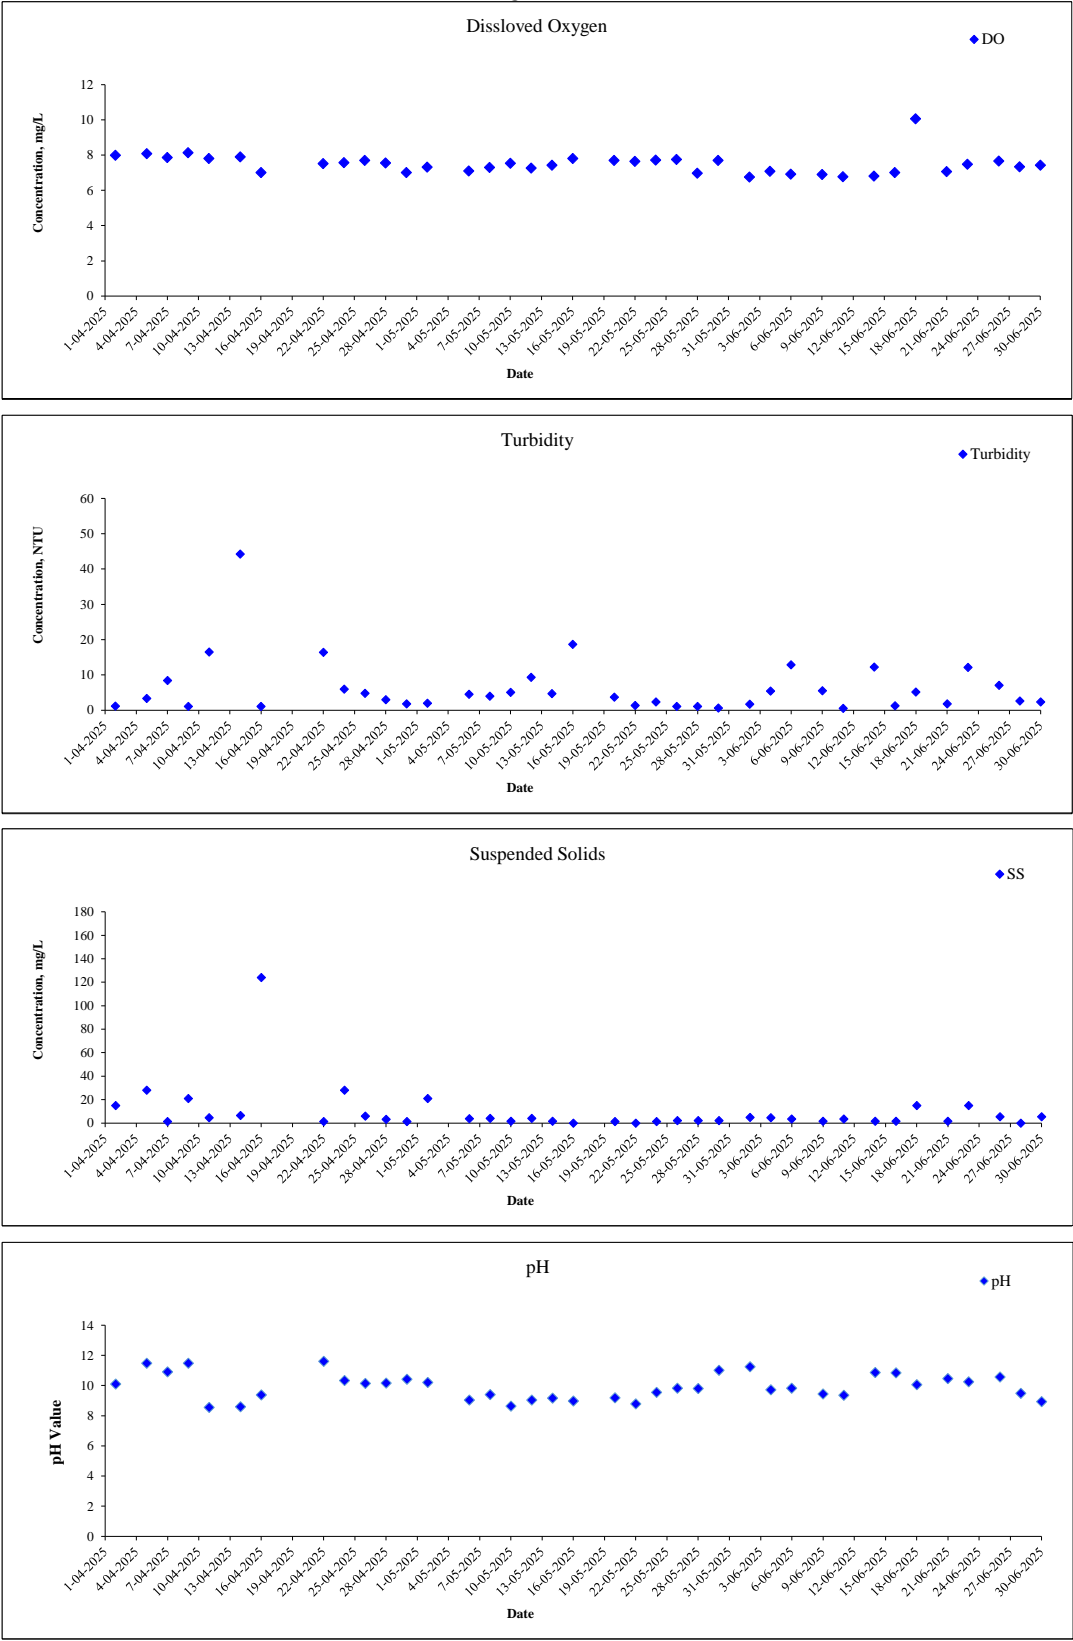 Dissloved Oxygen
DO
Concentration, mg/L
12
10
8
6
4
2
0
1-04-2025 4-04-2025 7-04-2025 10-04-2025 13-04-2025 16-04-2025 19-04-2025 22-04-2025 25-04-2025 28-04-2025 1-05-2025 4-05-2025 7-05-2025 10-05-2025 13-05-2025 16-05-2025 19-05-2025 22-05-2025 25-05-2025 28-05-2025 31-05-2025 3-06-2025 6-06-2025 9-06-2025 12-06-2025 15-06-2025 18-06-2025 21-06-2025 24-06-2025 27-06-2025 30-06-2025
Date
Turbidity
Turbidity
Concentration, NTU
60
50
40
30
20
10
0
1-04-2025 4-04-2025 7-04-2025 10-04-2025 13-04-2025 16-04-2025 19-04-2025 22-04-2025 25-04-2025 28-04-2025 1-05-2025 4-05-2025 7-05-2025 10-05-2025 13-05-2025 16-05-2025 19-05-2025 22-05-2025 25-05-2025 28-05-2025 31-05-2025 3-06-2025 6-06-2025 9-06-2025 12-06-2025 15-06-2025 18-06-2025 21-06-2025 24-06-2025 27-06-2025 30-06-2025
Date
Suspended Solids
SS
Concentration, mg/L
180
160
140
120
100
80
60
40
20
0
1-04-2025 4-04-2025 7-04-2025 10-04-2025 13-04-2025 16-04-2025 19-04-2025 22-04-2025 25-04-2025 28-04-2025 1-05-2025 4-05-2025 7-05-2025 10-05-2025 13-05-2025 16-05-2025 19-05-2025 22-05-2025 25-05-2025 28-05-2025 31-05-2025 3-06-2025 6-06-2025 9-06-2025 12-06-2025 15-06-2025 18-06-2025 21-06-2025 24-06-2025 27-06-2025 30-06-2025
Date
pH
pH
pH Value
14
12
10
8
6
4
2
0
1-04-2025 4-04-2025 7-04-2025 10-04-2025 13-04-2025 16-04-2025 19-04-2025 22-04-2025 25-04-2025 28-04-2025 1-05-2025 4-05-2025 7-05-2025 10-05-2025 13-05-2025 16-05-2025 19-05-2025 22-05-2025 25-05-2025 28-05-2025 31-05-2025 3-06-2025 6-06-2025 9-06-2025 12-06-2025 15-06-2025 18-06-2025 21-06-2025 24-06-2025 27-06-2025 30-06-2025
Date